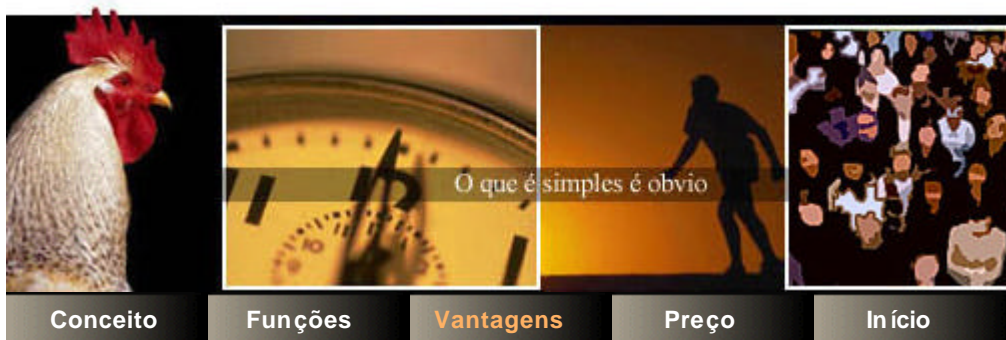 O que é simples é obvio
Conceito Funções Vantagens Preço Início